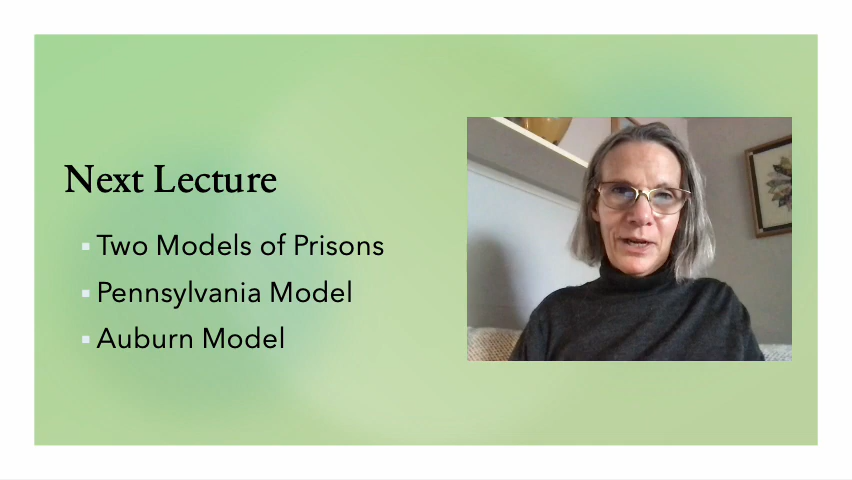 Next Lecture
Two Models of Prisons
Pennsylvania Model
Auburn Model